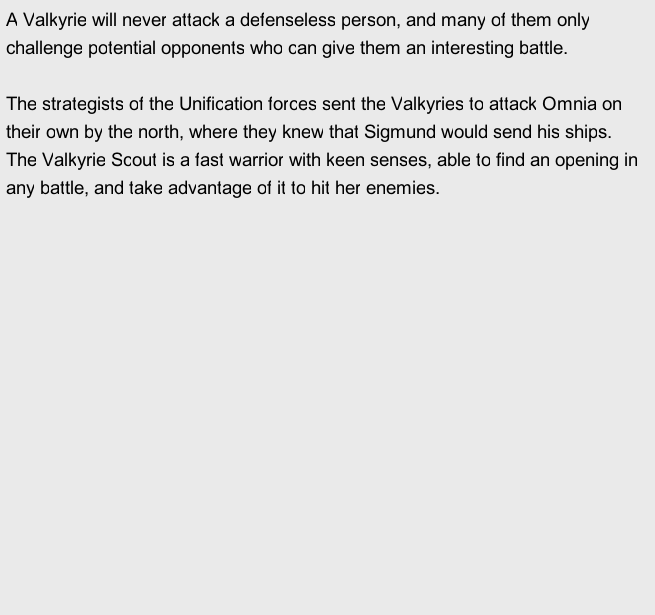 A Valkyrie will never attack a defenseless person, and many of them only
challenge potential opponents who can give them an interesting battle.
The strategists of the Unification forces sent the Valkyries to attack Omnia on
their own by the north, where they knew that Sigmund would send his ships.
The Valkyrie Scout is a fast warrior with keen senses, able to find an opening in
any battle, and take advantage of it to hit her enemies.